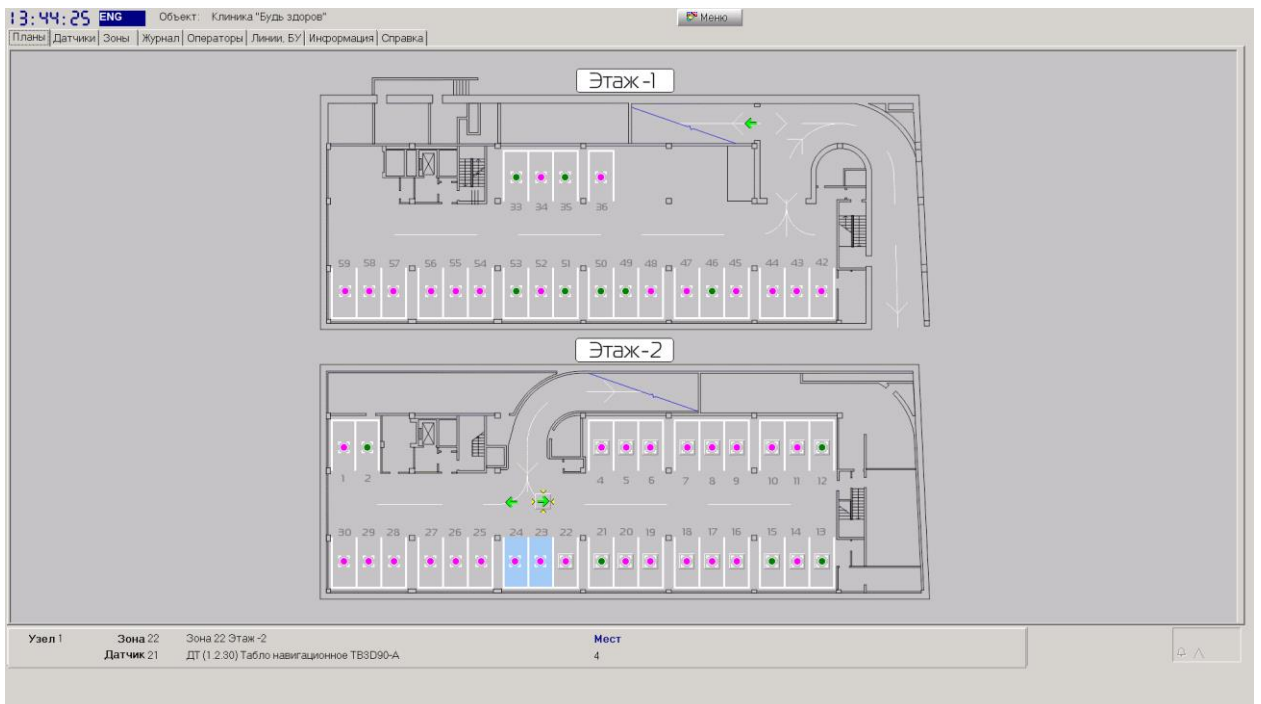 13:44:25 ENG Объект: Клиника "Будь здоров" Меню
Планы Датчики Зоны Журнал Операторы Линии, БУ Информация Справка
Этаж-1
33 34 35 36
59 58 57 56 55 54 53 52 51 50 49 48 47 46 45 44 43 42
Этаж-2
1 2 4 5 6 7 8 9 10 11 12
30 29 28 27 26 25 24 23 22 21 20 19 18 17 16 15 14 13
Узел 1 Зона 22 Зона 22 Этаж -2 Мест
Датчик 21 ДТ (1.2.30) Табло навигационное TB3D90-A 4